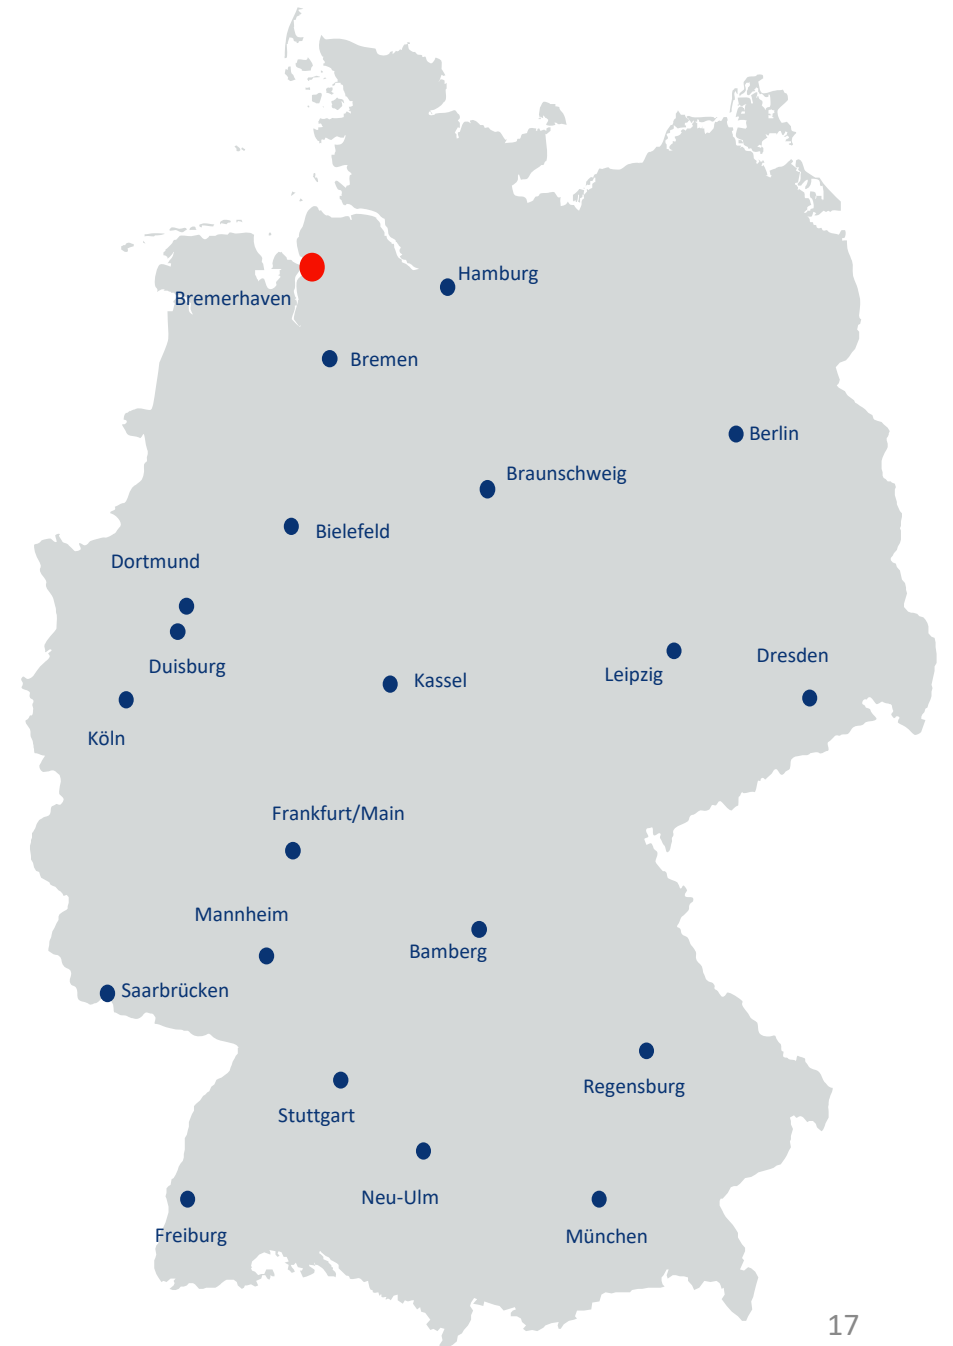 Hamburg
Bremerhaven
Bremen
Berlin
Braunschweig
Bielefeld
Dortmund
Duisburg
Dresden
Leipzig
Kassel
Köln
Frankfurt/Main
Mannheim
Bamberg
Saarbrücken
Regensburg
Stuttgart
Neu-Ulm
Freiburg
München
17